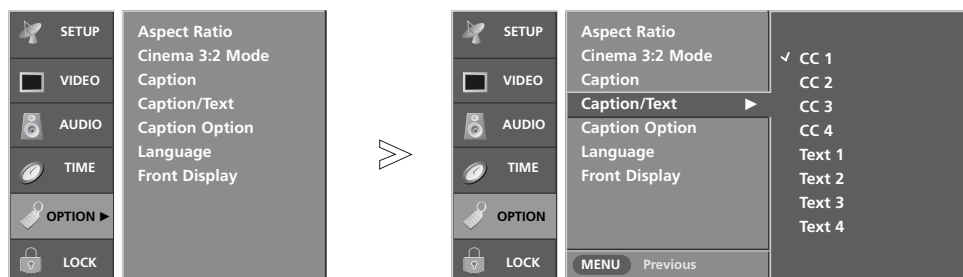 SETUP
VIDEO
AUDIO
TIME
OPTION ►
LOCK
Aspect Ratio
Cinema 3:2 Mode
Caption
Caption/Text
Caption Option
Language
Front Display
SETUP
VIDEO
AUDIO
TIME
OPTION
LOCK
Aspect Ratio
Cinema 3:2 Mode
Caption
Caption/Text ►
Caption Option
Language
Front Display
MENU Previous
✓ CC 1
CC 2
CC 3
CC 4
Text 1
Text 2
Text 3
Text 4